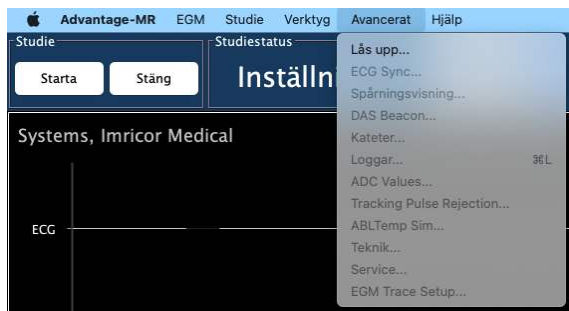 Advantage-MR EGM Studie Verktyg Avancerat Hjälp
Studie
Studiestatus
Starta Stäng
Inställni
Lås upp...
ECG Sync...
Spårningsvisning...
DAS Beacon...
Kateter...
Loggar... ⌘L
ADC Values...
Tracking Pulse Rejection...
ABLTemp Sim...
Teknik...
Service...
EGM Trace Setup...
Systems, Imricor Medical
ECG